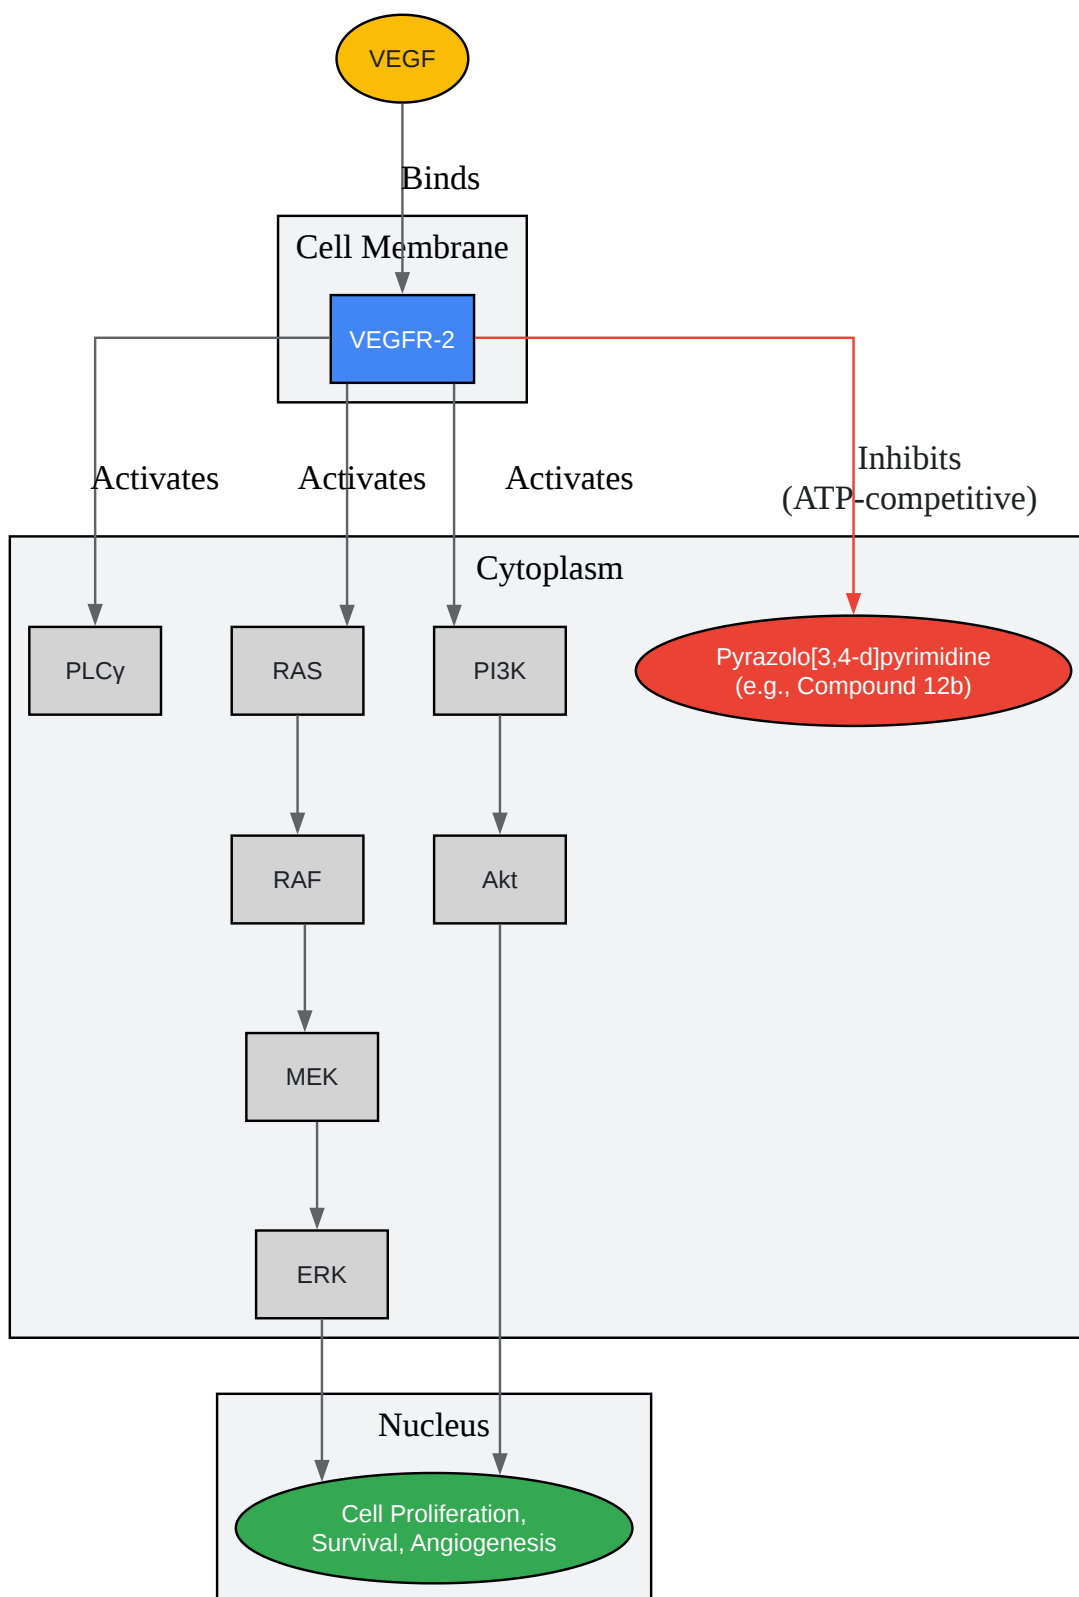 VEGF
Binds
Cell Membrane
VEGFR-2
Activates
Activates
Activates
Inhibits
(ATP-competitive)
Cytoplasm
PLCγ
RAS
PI3K
Pyrazolo[3,4-d]pyrimidine
(e.g., Compound 12b)
RAF
Akt
MEK
ERK
Nucleus
Cell Proliferation,
Survival, Angiogenesis